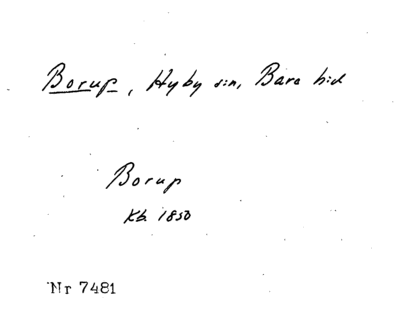 Borup, Hyby sn, Bara hd
Borup
Kb. 1850
Nr 7481